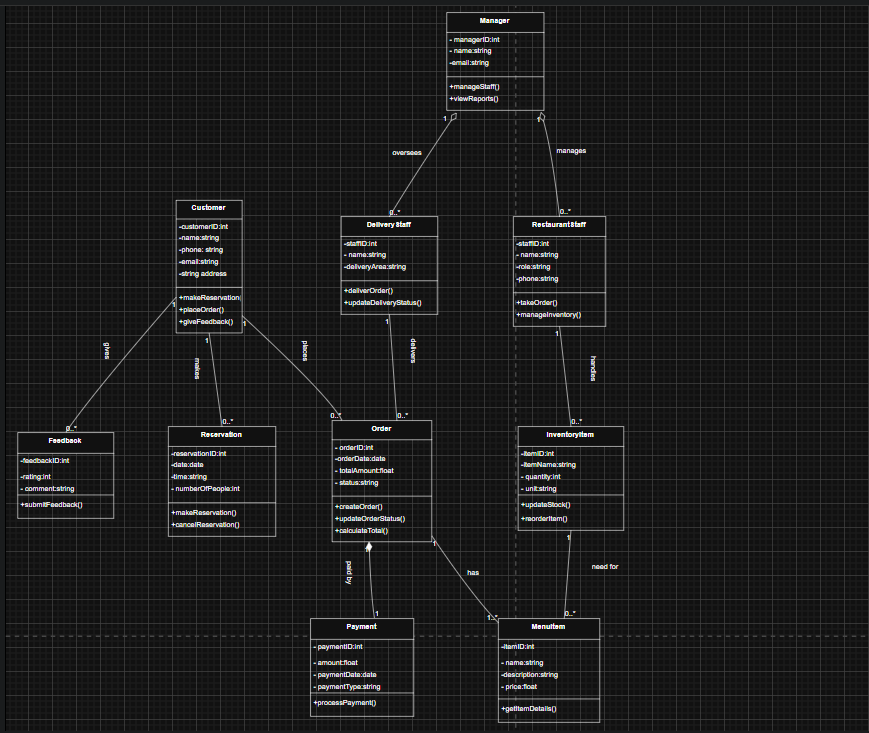 Manager
- managerID:int
- name:string
-email:string
+manageStaff()
+viewReports()
1
1
oversees
manages
0..*
0..*
Customer
-customerID:int
-name:string
-phone: string
-email:string
-string address
+makeReservation(
+placeOrder()
+giveFeedback()
DeliveryStaff
-staffID:int
- name:string
-deliveryArea:string
+deliverOrder()
+updateDeliveryStatus()
RestaurantStaff
-staffID:int
- name:string
-role:string
-phone:string
+takeOrder()
+manageInventory()
1
1
1
1
1
gives
makes
places
delivers
handles
0..*
0..*
0..*
0..*
0..*
Feedback
-feedbackID:int
-rating:int
- comment:string
+submitFeedback()
Reservation
-reservationID:int
-date:date
-time:string
- numberOfPeople:int
+makeReservation()
+cancelReservation()
Order
- orderID:int
-orderDate:date
- totalAmount:float
- status:string
+createOrder()
+updateOrderStatus()
+calculateTotal()
InventoryItem
-itemID:int
-itemName:string
- quantity:int
- unit:string
+updateStock()
+reorderItem()
1
1
1
paid by
has
need for
1
1..*
0..*
Payment
- paymentID:int
- amount:float
- paymentDate:date
- paymentType:string
+processPayment()
MenuItem
-itemID:int
- name:string
-description:string
- price:float
+getItemDetails()